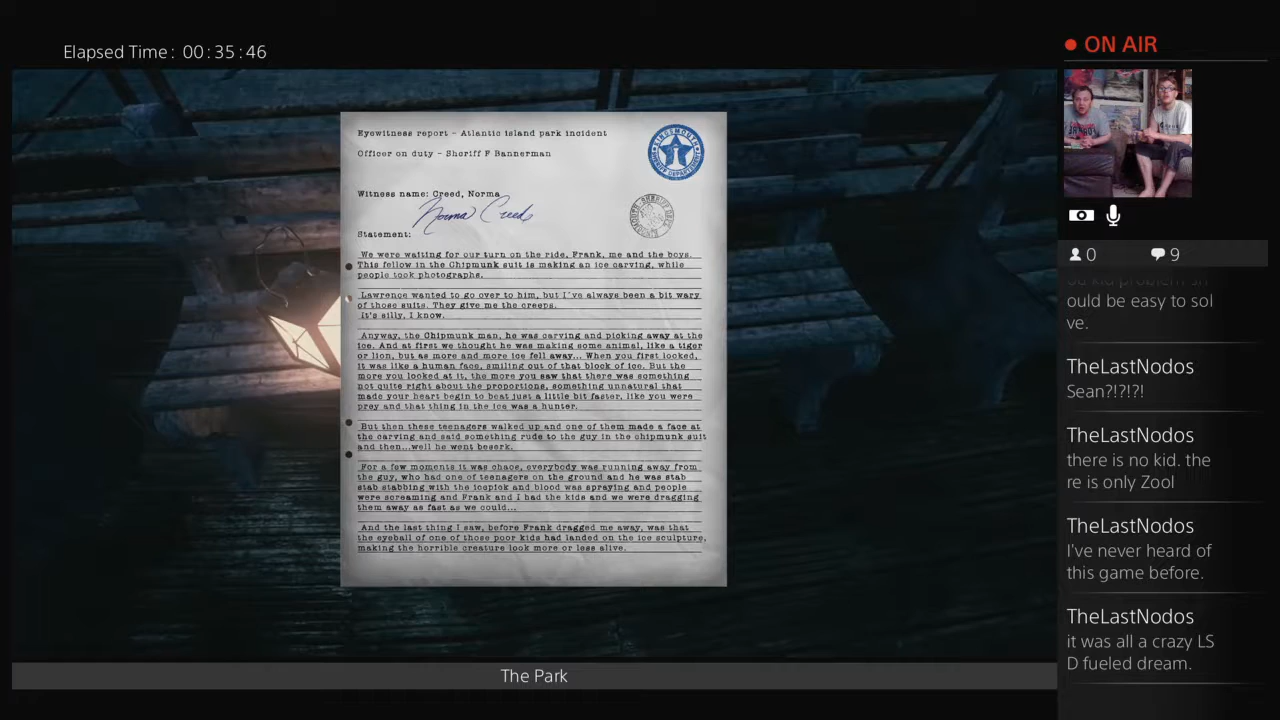 Elapsed Time: 00:35:46
ON AIR
Eyewitness report - Atlantic island park incident
Officer on duty - Sheriff F Bannerman
Witness name: Creed, Norma
Norma Creed
Statement:
We were waiting for our turn on the ride, Frank, me and the boys.
This fellow in the Chipmunk suit is making an ice carving, while
people took photographs.
Lawrence wanted to go over to him, but I've always been a bit wary
of those suits. They give me the creeps.
It's silly, I know.
Anyway, the Chipmunk man, he was carving and picking away at the
ice. And at first we thought he was making some animal, like a tiger
or lion, but as more and more ice fell away... When you first looked,
it was like a human face, smiling out of that block of ice. But the
more you looked at it, the more you saw that there was something
not quite right about the proportions, something unnatural that
made your heart begin to beat just a little bit faster, like you were
prey and that thing in the ice was a hunter.
But then these teenagers walked up and one of them made a face at
the carving and said something rude to the guy in the chipmunk suit
and then...well he went beserk.
For a few moments it was chaos, everybody was running away from
the guy, who had one of teenagers on the ground and he was stab
stab stabbing with the icepick and blood was spraying and people
were screaming and Frank and I had the kids and we were dragging
them away as fast as we could...
And the last thing I saw, before Frank dragged me away, was that
the eyeball of one of those poor kids had landed on the ice sculpture,
making the horrible creature look more or less alive.
The Park
0
9
ould be easy to sol
ve.
TheLastNodos
Sean?!?!?!
TheLastNodos
there is no kid. the
re is only Zool
TheLastNodos
I've never heard of
this game before.
TheLastNodos
it was all a crazy LS
D fueled dream.